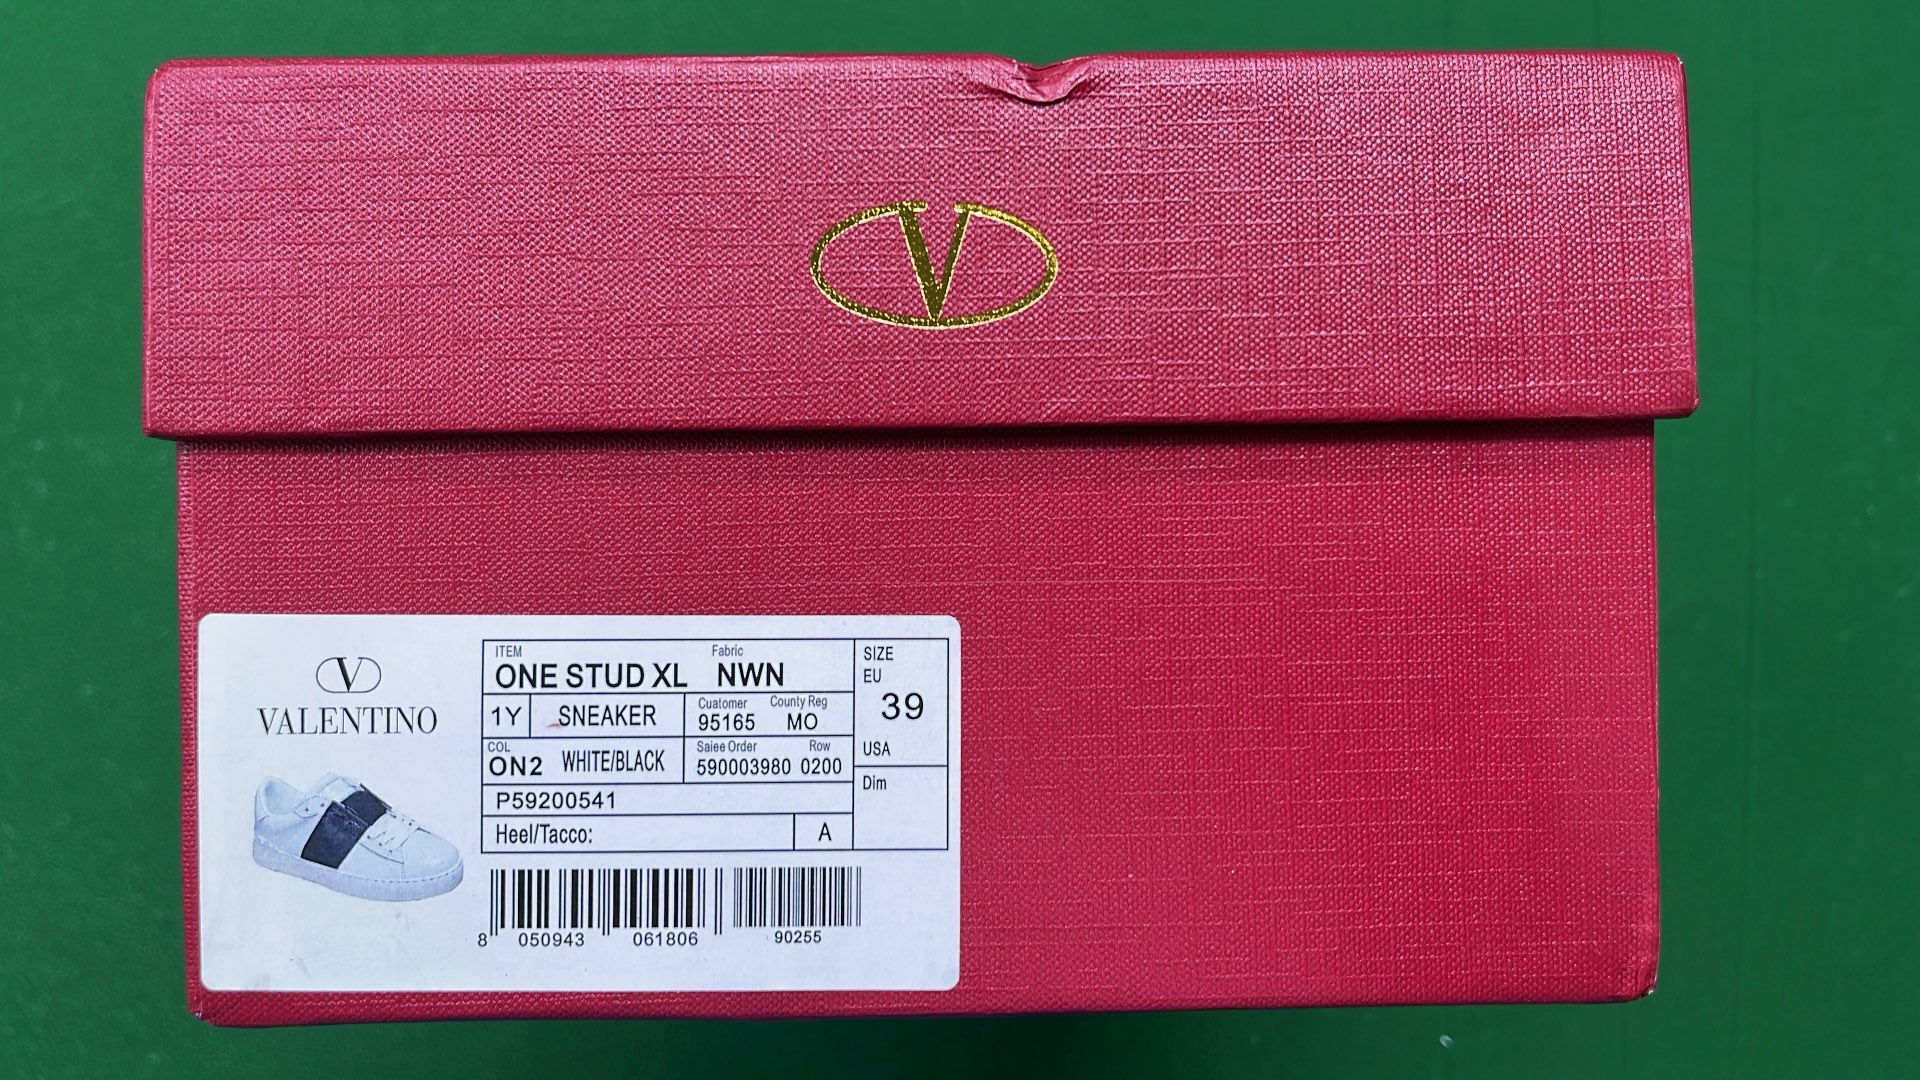 V
V
VALENTINO
ITEM Fabric
ONE STUD XL NWN
1Y SNEAKER
Cuatomer County Reg
95165 MO
COL
ON2 WHITE/BLACK
Saiee Order Row
590003980 0200
P59200541
Heel/Tacco: A
SIZE
EU
39
USA
Dim
8 050943 061806 90255